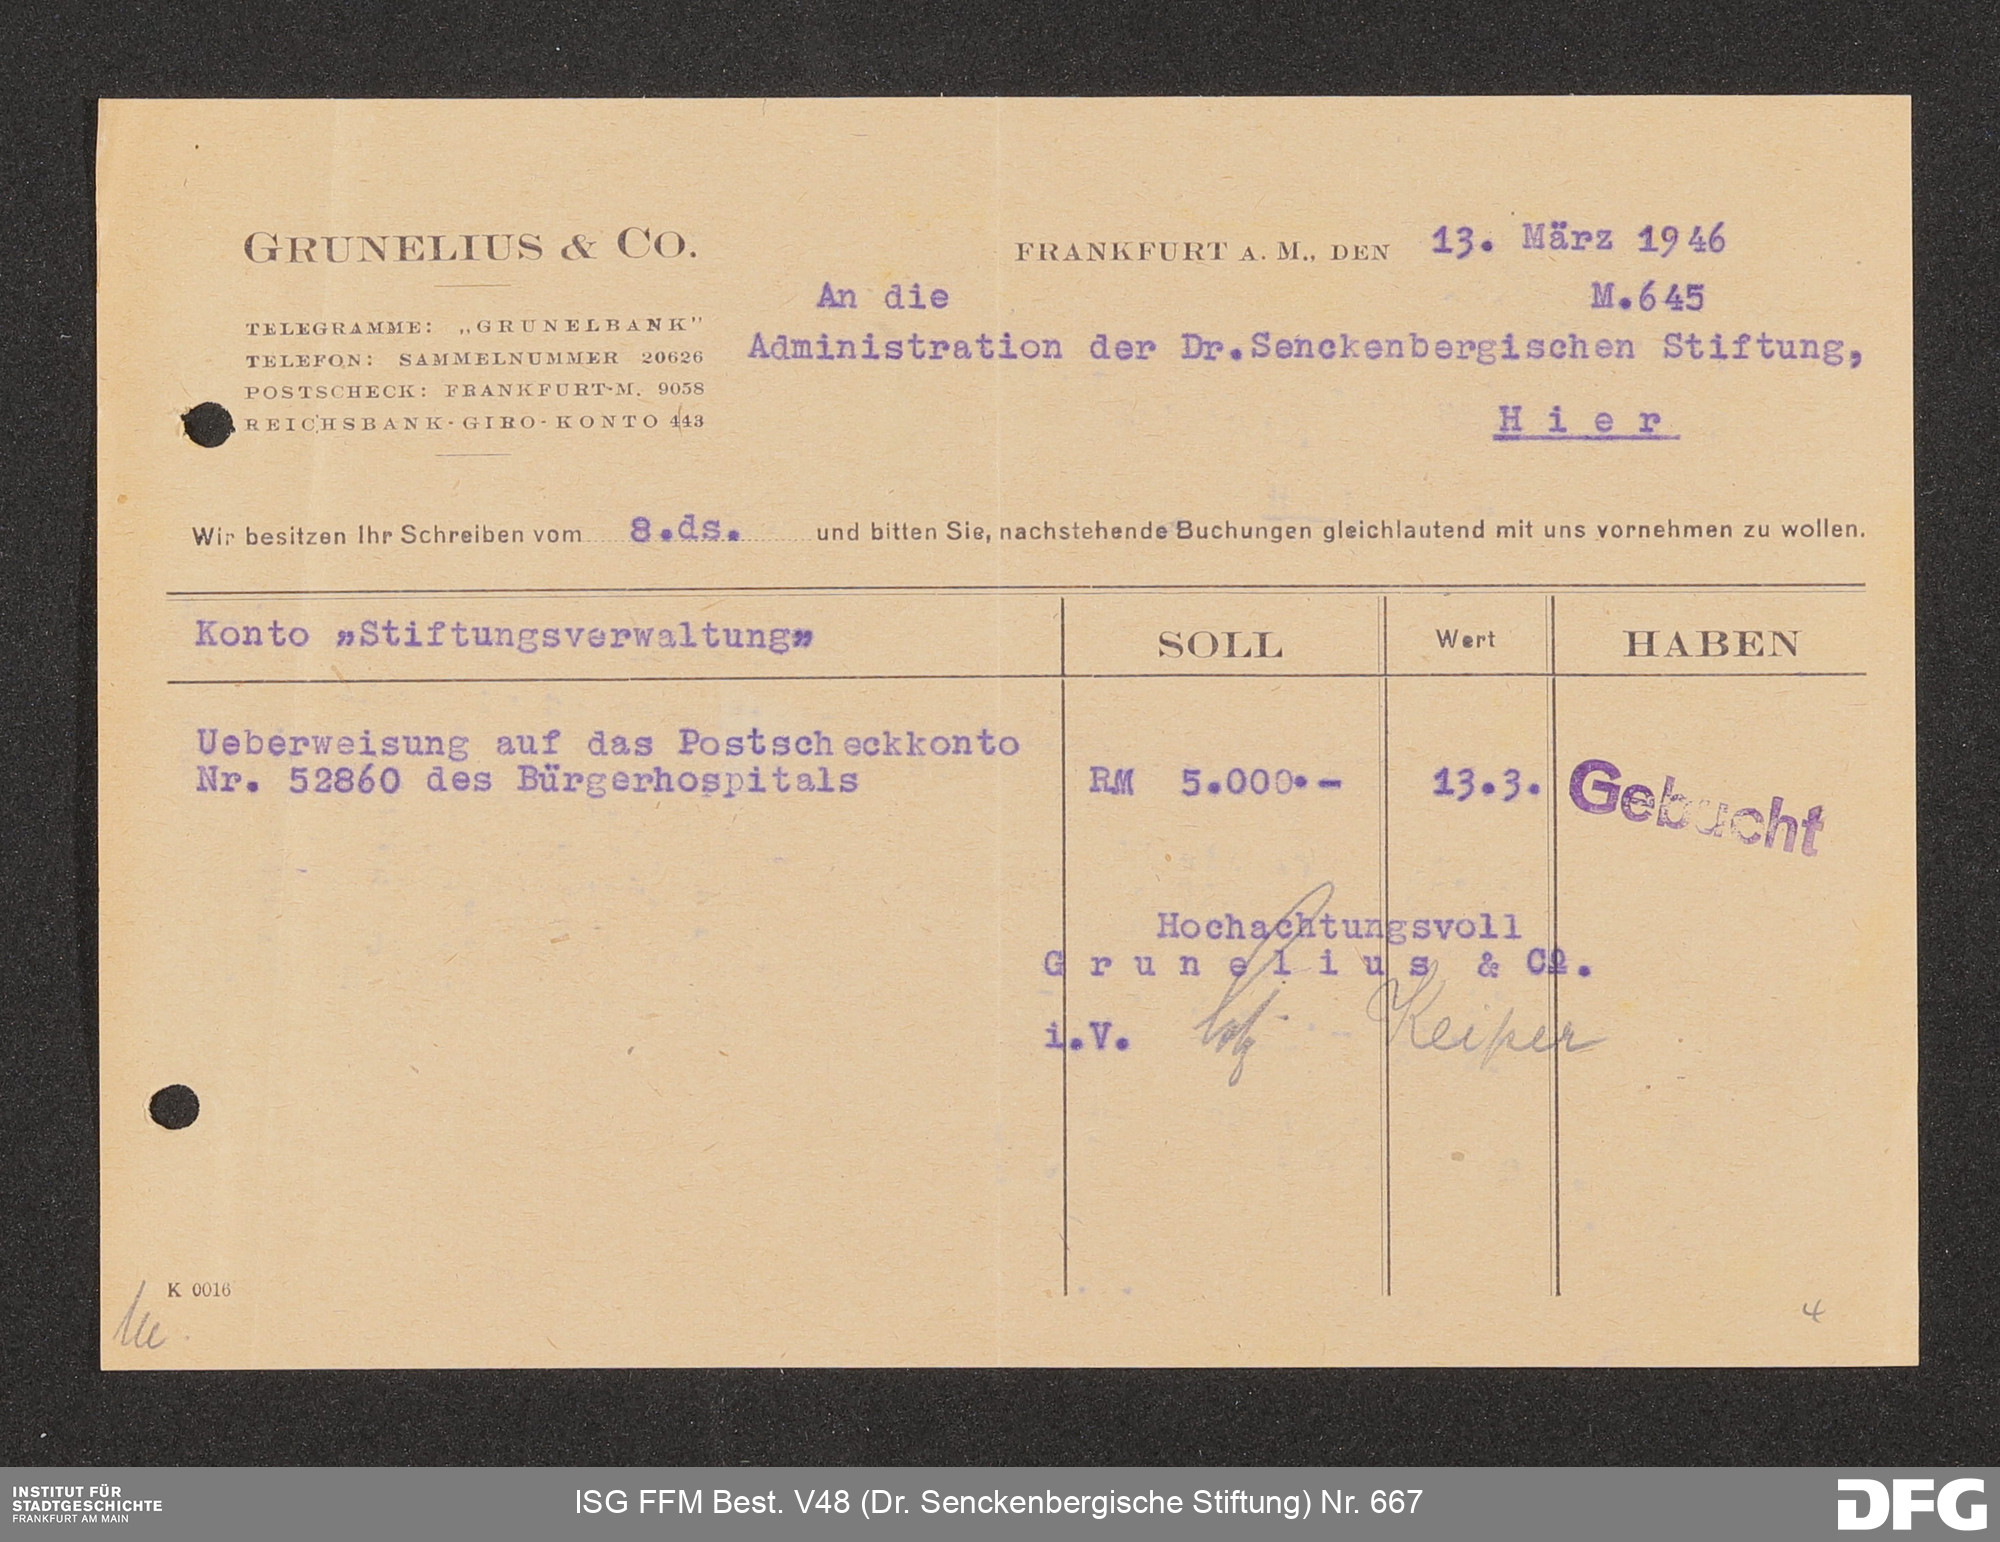 GRUNELIUS & CO.
FRANKFURT A. M., DEN 13. März 1946
An die
M.645
TELEGRAMME: „GRUNELBANK"
TELEFON: SAMMELNUMMER 20626
Administration der Dr.Senckenbergischen Stiftung,
POSTSCHECK: FRANKFURT-M. 9058
REICHSBANK-GIRO-KONTO 443
Hier
Wir besitzen Ihr Schreiben vom 8.ds. und bitten Sie, nachstehende Buchungen gleichlautend mit uns vornehmen zu wollen.
Konto „Stiftungsverwaltung„ SOLL Wert HABEN
Ueberweisung auf das Postscheckkonto
Nr. 52860 des Bürgerhospitals RM 5.000.- 13.3. Gebucht
Hochachtungsvoll
Grunelius & Co.
i.V. Keiper
K 0016
4
INSTITUT FÜR
STADTGESCHICHTE
FRANKFURT AM MAIN
ISG FFM Best. V48 (Dr. Senckenbergische Stiftung) Nr. 667
DFG